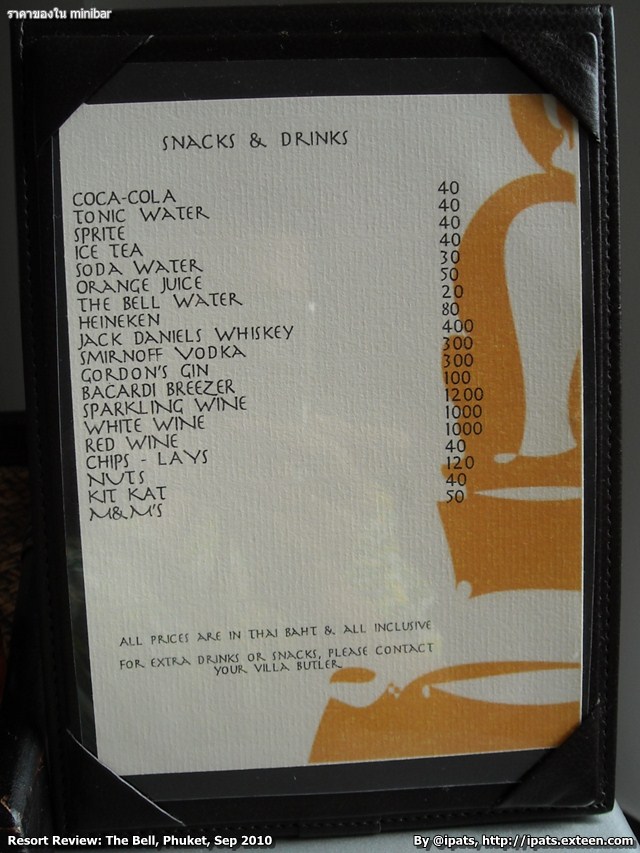 ราคาของใน minibar
SNACKS & DRINKS
COCA-COLA 40
TONIC WATER 40
SPRITE 40
ICE TEA 40
SODA WATER 30
ORANGE JUICE 50
THE BELL WATER 20
HEINEKEN 80
JACK DANIELS WHISKEY 400
SMIRNOFF VODKA 300
GORDON'S GIN 300
BACARDI BREEZER 100
SPARKLING WINE 1200
WHITE WINE 1000
RED WINE 1000
CHIPS - LAYS 40
NUTS 120
KIT KAT 40
M&M'S 50
ALL PRICES ARE IN THAI BAHT & ALL INCLUSIVE
FOR EXTRA DRINKS OR SNACKS, PLEASE CONTACT
YOUR VILLA BUTLER
Resort Review: The Bell, Phuket, Sep 2010
By @ipats, http://ipats.exteen.com